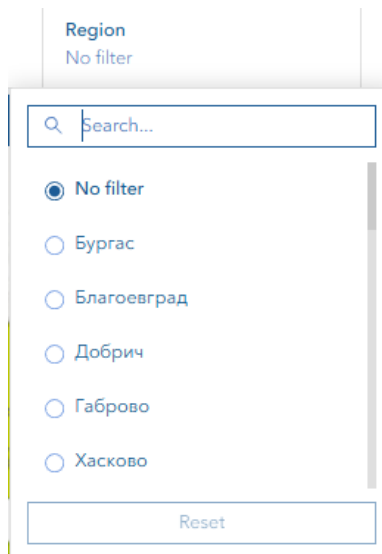 Region
No filter
Search...
No filter
Бургас
Благоевград
Добрич
Габрово
Хасково
Reset